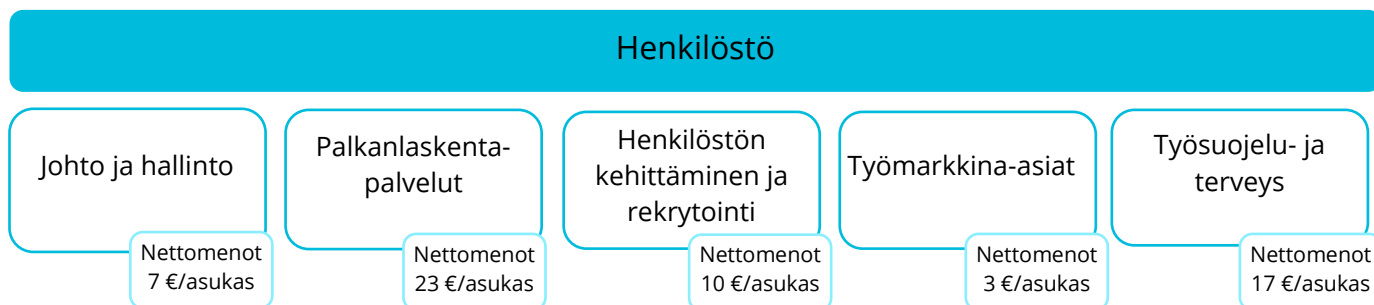 Henkilöstö
Johto ja hallinto
Nettomenot
7 €/asukas
Palkanlaskenta-
palvelut
Nettomenot
23 €/asukas
Henkilöstön
kehittäminen ja
rekrytointi
Nettomenot
10 €/asukas
Työmarkkina-asiat
Nettomenot
3 €/asukas
Työsuojelu- ja
terveys
Nettomenot
17 €/asukas